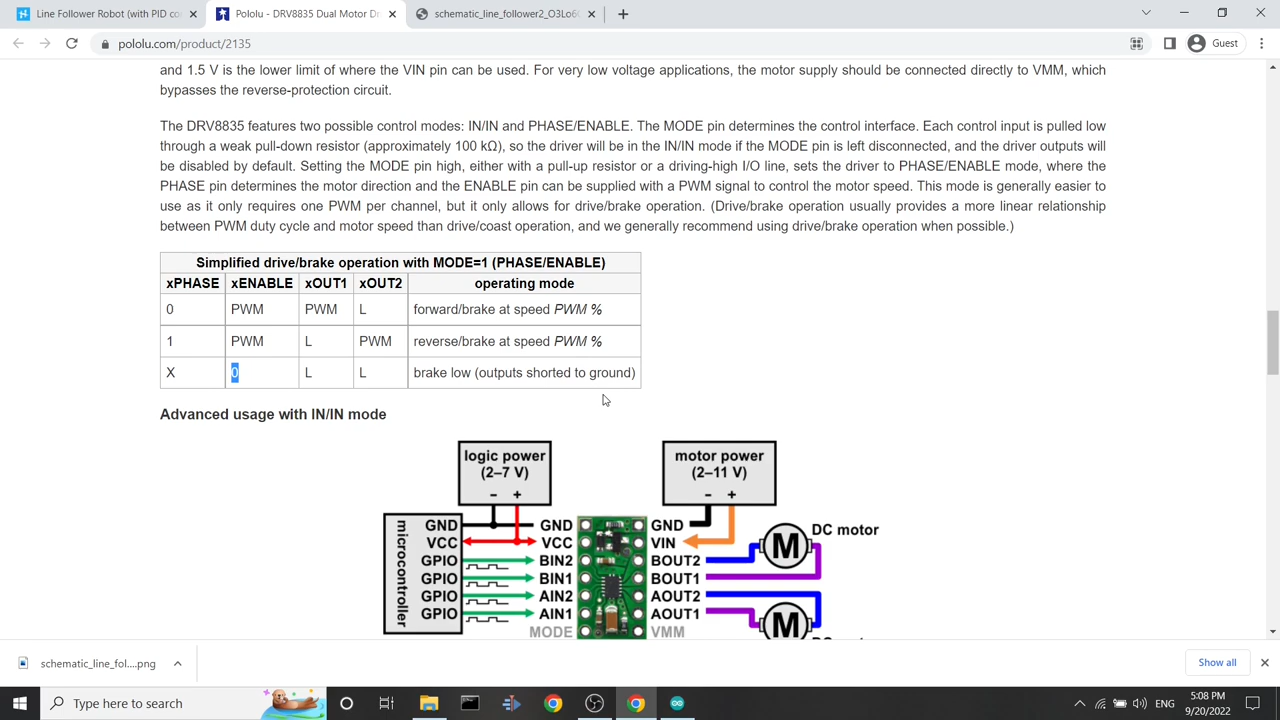 Line Follower Robot (with PID co
Pololu - DRV8835 Dual Motor Dr
schematic_line_follower2_O3Lo6
pololu.com/product/2135
Guest
and 1.5 V is the lower limit of where the VIN pin can be used. For very low voltage applications, the motor supply should be connected directly to VMM, which
bypasses the reverse-protection circuit.
The DRV8835 features two possible control modes: IN/IN and PHASE/ENABLE. The MODE pin determines the control interface. Each control input is pulled low
through a weak pull-down resistor (approximately 100 kΩ), so the driver will be in the IN/IN mode if the MODE pin is left disconnected, and the driver outputs will
be disabled by default. Setting the MODE pin high, either with a pull-up resistor or a driving-high I/O line, sets the driver to PHASE/ENABLE mode, where the
PHASE pin determines the motor direction and the ENABLE pin can be supplied with a PWM signal to control the motor speed. This mode is generally easier to
use as it only requires one PWM per channel, but it only allows for drive/brake operation. (Drive/brake operation usually provides a more linear relationship
between PWM duty cycle and motor speed than drive/coast operation, and we generally recommend using drive/brake operation when possible.)
Simplified drive/brake operation with MODE=1 (PHASE/ENABLE)
xPHASE xENABLE xOUT1 xOUT2 operating mode
0 PWM PWM L forward/brake at speed PWM %
1 PWM L PWM reverse/brake at speed PWM %
X 0 L L brake low (outputs shorted to ground)
Advanced usage with IN/IN mode
logic power
(2–7 V)
- +
motor power
(2–11 V)
- +
microcontroller
GND GND GND
VCC VCC VIN
GPIO BIN2 BOUT2
GPIO BIN1 BOUT1
GPIO AIN2 AOUT2
GPIO AIN1 AOUT1
MODE VMM
M DC motor
M
schematic_line_fol....png
Show all
Type here to search
ENG
5:08 PM
9/20/2022